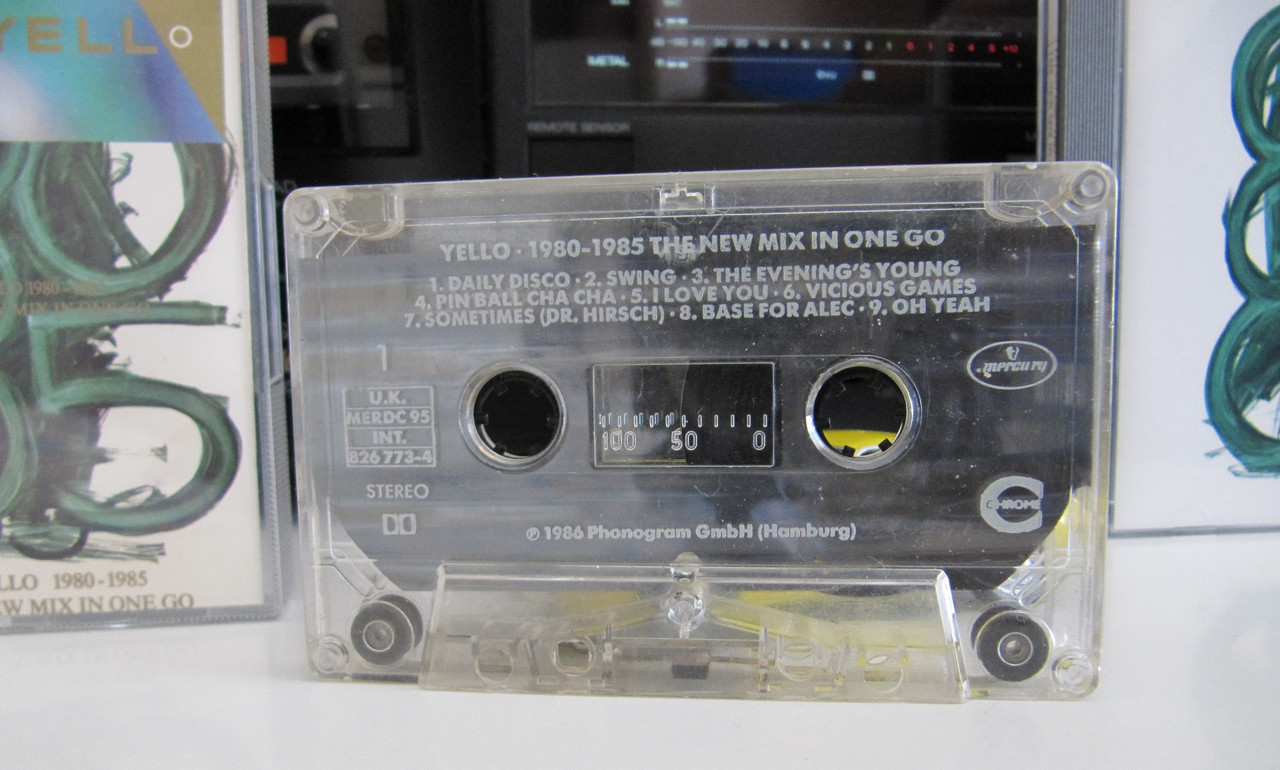 YELLO
METAL
REMOTE SENSOR
YELLO · 1980-1985 THE NEW MIX IN ONE GO
1. DAILY DISCO · 2. SWING · 3. THE EVENING'S YOUNG
4. PIN BALL CHA CHA · 5. I LOVE YOU · 6. VICIOUS GAMES
7. SOMETIMES (DR. HIRSCH) · 8. BASE FOR ALEC · 9. OH YEAH
1
mercury
U.K.
MERDC 95
INT.
826 773-4
100 50 0
STEREO
CHROME
℗ 1986 Phonogram GmbH (Hamburg)
LLO 1980-1985
EW MIX IN ONE GO